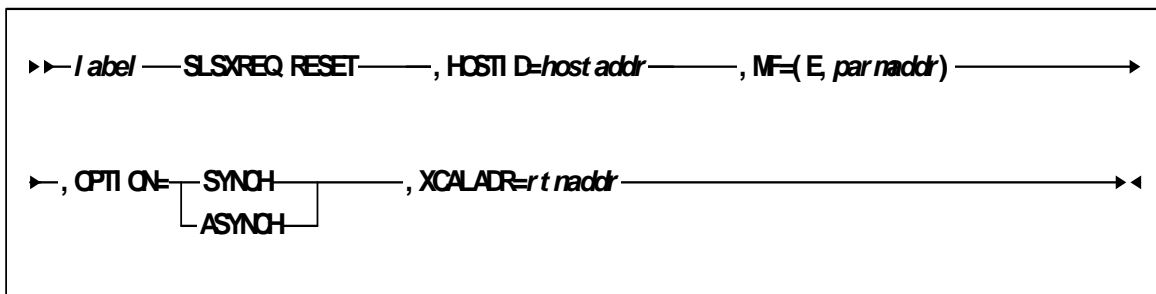 label SLSXREQ RESET , HOSTID=hostaddr , MF=(E, parmaddr)
, OPTION= SYNCH , XCALADR=rtnaddr
ASYNCH